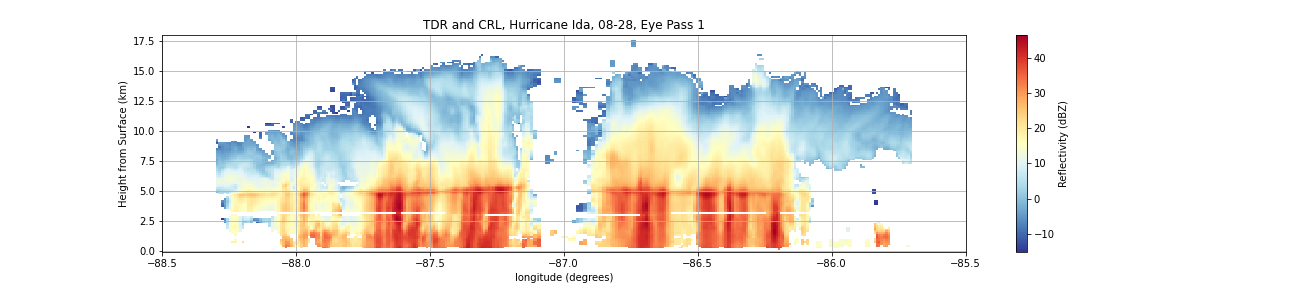 TDR and CRL, Hurricane Ida, 08-28, Eye Pass 1
17.5
15.0
12.5
10.0
7.5
5.0
2.5
0.0
Height from Surface (km)
−88.5 −88.0 −87.5 −87.0 −86.5 −86.0 −85.5
longitude (degrees)
40
30
20
10
0
−10
Reflectivity (dBZ)